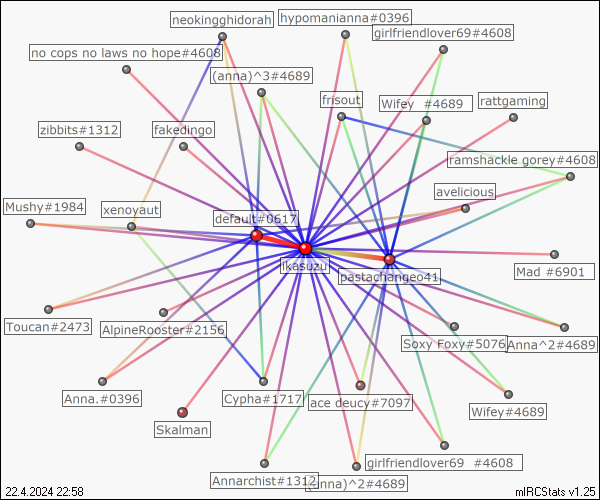 neokingghidorah
hypomanianna#0396
girlfriendlover69#4608
no cops no laws no hope#4608
(anna)^3#4689
frisout
Wifey  #4689
rattgaming
zibbits#1312
fakedingo
ramshackle gorey#4608
avelicious
Mushy#1984
xenoyaut
default#0617
ikasuzu
pastachangeo41
Mad #6901
Toucan#2473
AlpineRooster#2156
Soxy Foxy#5076
Anna^2#4689
Anna.#0396
Cypha#1717
ace deucy#7097
Wifey#4689
Skalman
girlfriendlover69 #4608
Annarchist#1312
(anna)^2#4689
22.4.2024 22:58
mIRCStats v1.25